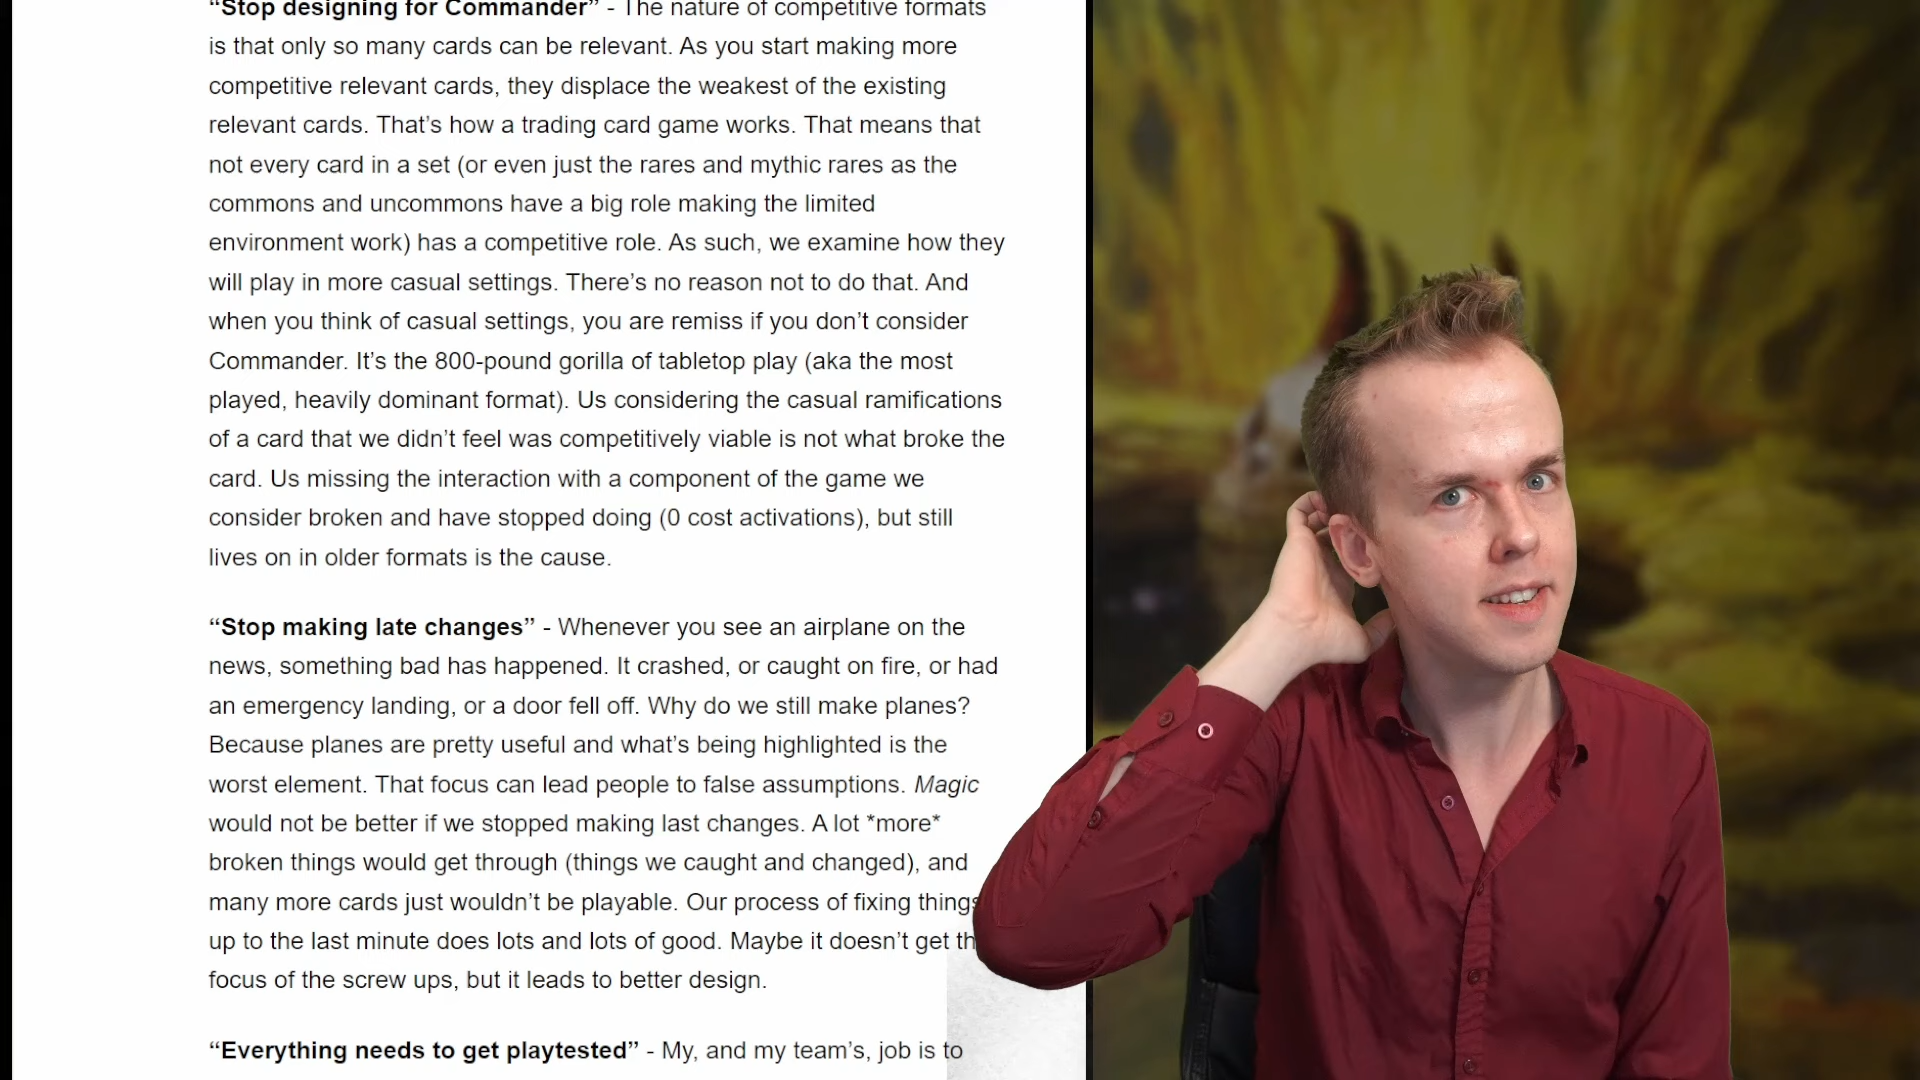 “Stop designing for Commander” - The nature of competitive formats
is that only so many cards can be relevant. As you start making more
competitive relevant cards, they displace the weakest of the existing
relevant cards. That’s how a trading card game works. That means that
not every card in a set (or even just the rares and mythic rares as the
commons and uncommons have a big role making the limited
environment work) has a competitive role. As such, we examine how they
will play in more casual settings. There’s no reason not to do that. And
when you think of casual settings, you are remiss if you don’t consider
Commander. It’s the 800-pound gorilla of tabletop play (aka the most
played, heavily dominant format). Us considering the casual ramifications
of a card that we didn’t feel was competitively viable is not what broke the
card. Us missing the interaction with a component of the game we
consider broken and have stopped doing (0 cost activations), but still
lives on in older formats is the cause.
“Stop making late changes” - Whenever you see an airplane on the
news, something bad has happened. It crashed, or caught on fire, or had
an emergency landing, or a door fell off. Why do we still make planes?
Because planes are pretty useful and what’s being highlighted is the
worst element. That focus can lead people to false assumptions. Magic
would not be better if we stopped making last changes. A lot *more*
broken things would get through (things we caught and changed), and
many more cards just wouldn’t be playable. Our process of fixing things
up to the last minute does lots and lots of good. Maybe it doesn’t get th
focus of the screw ups, but it leads to better design.
“Everything needs to get playtested” - My, and my team’s, job is to